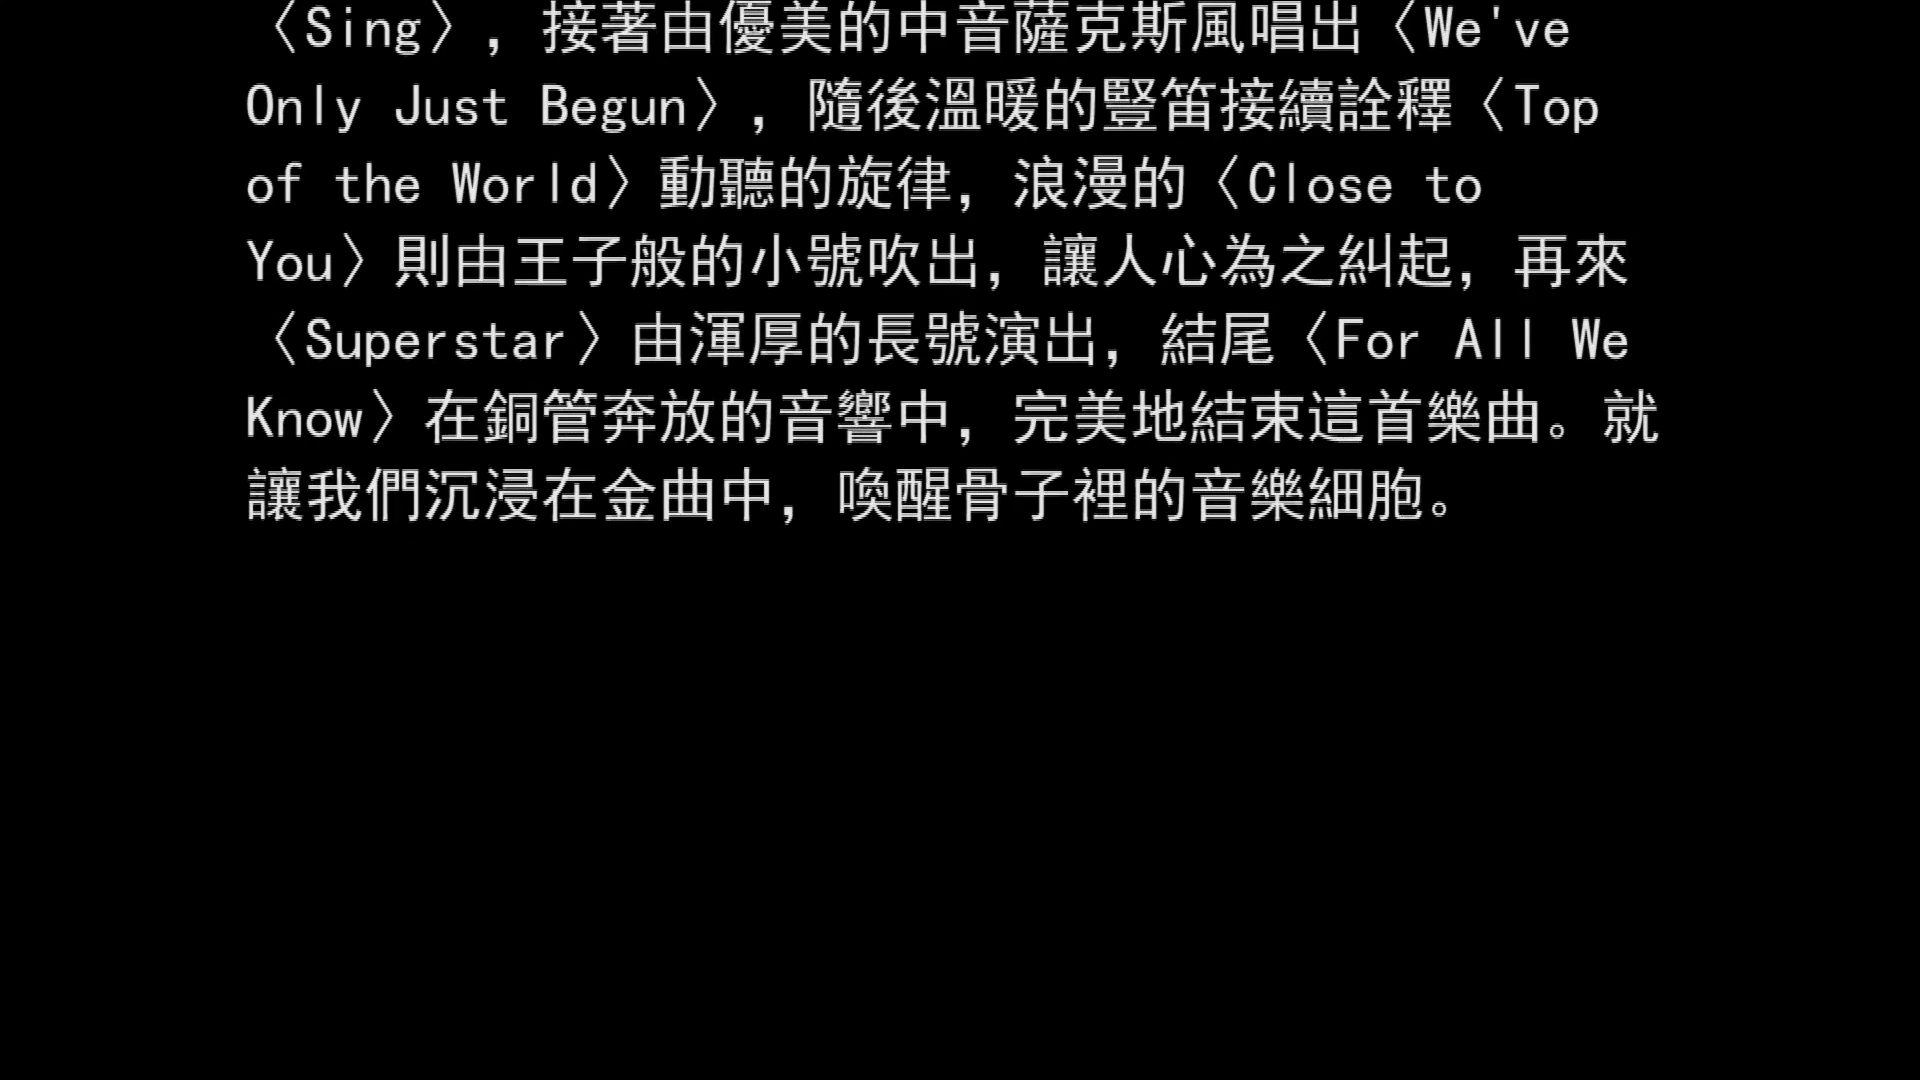 〈Sing〉，接著由優美的中音薩克斯風唱出〈We've
Only Just Begun〉，隨後溫暖的豎笛接續詮釋〈Top
of the World〉動聽的旋律，浪漫的〈Close to
You〉則由王子般的小號吹出，讓人心為之糾起，再來
〈Superstar〉由渾厚的長號演出，結尾〈For All We
Know〉在銅管奔放的音響中，完美地結束這首樂曲。就
讓我們沉浸在金曲中，喚醒骨子裡的音樂細胞。